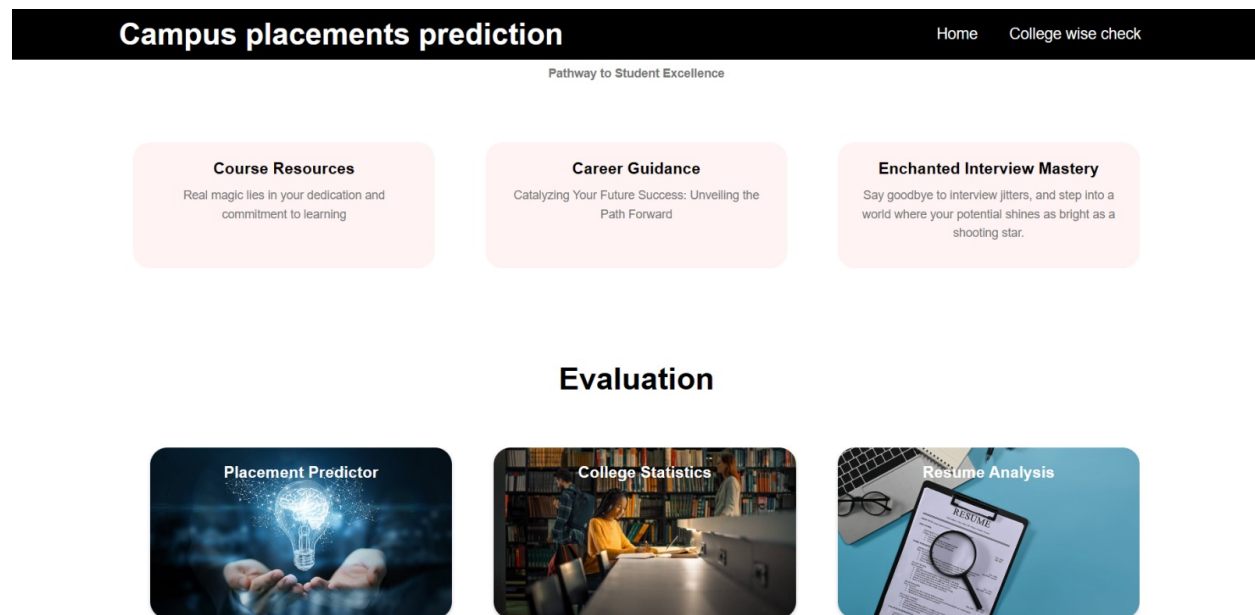 Campus placements prediction
Home
College wise check
Pathway to Student Excellence
Course Resources
Real magic lies in your dedication and
commitment to learning
Career Guidance
Catalyzing Your Future Success: Unveiling the
Path Forward
Enchanted Interview Mastery
Say goodbye to interview jitters, and step into a
world where your potential shines as bright as a
shooting star.
Evaluation
Placement Predictor
College Statistics
Resume Analysis
RESUME